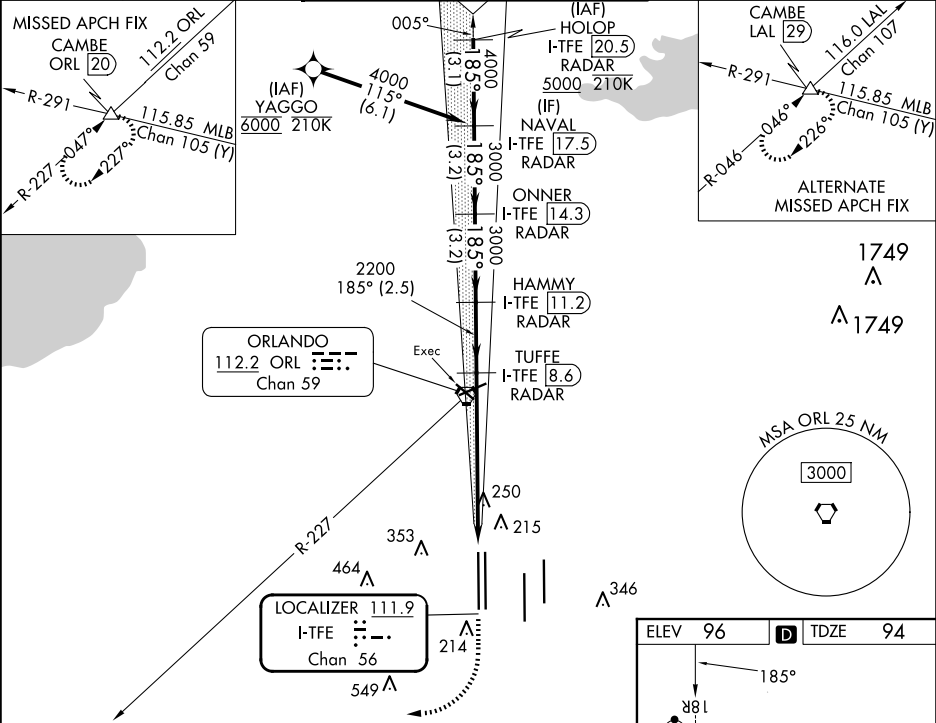 MISSED APCH FIX
CAMBE
ORL 20
112.2 ORL
Chan 59
R-291
115.85 MLB
Chan 105 (Y)
047°
227°
R-227
(IAF)
YAGGO
6000 210K
4000
115°
(6.1)
005°
(IAF)
HOLOP
I-TFE 20.5
RADAR
5000 210K
4000
185°
(3.1)
(IF)
NAVAL
I-TFE 17.5
RADAR
3000
185°
(3.2)
ONNER
I-TFE 14.3
RADAR
3000
185°
(3.2)
HAMMY
I-TFE 11.2
RADAR
2200
185° (2.5)
TUFFE
I-TFE 8.6
RADAR
CAMBE
LAL 29
116.0 LAL
Chan 107
R-291
115.85 MLB
Chan 105 (Y)
046°
226°
R-046
ALTERNATE
MISSED APCH FIX
1749
1749
ORLANDO
112.2 ORL
Chan 59
Exec
MSA ORL 25 NM
3000
R-227
250
215
353
464
346
LOCALIZER 111.9
I-TFE
Chan 56
214
549
ELEV 96 D TDZE 94
185°
18R